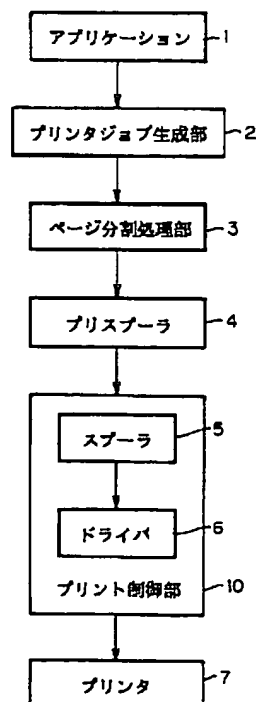 アプリケーション 1
プリンタジョブ生成部 2
ページ分割処理部 3
プリスプーラ 4
スプーラ 5
ドライバ 6
プリント制御部 10
プリンタ 7